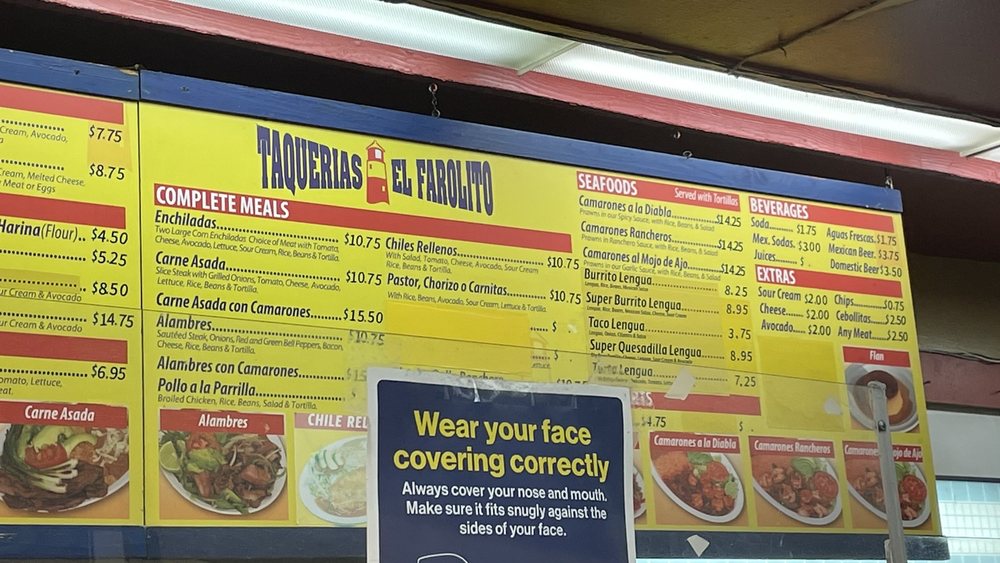 Cream, Avocado, $7.75
$8.75
Cream, Melted Cheese,
Meat or Eggs
Harina (Flour).. $4.50
$5.25
$8.50
ur Cream & Avocado
$14.75
ur Cream & Avocado
$6.95
omato, Lettuce,
eat.
Carne Asada
TAQUERIAS EL FAROLITO
COMPLETE MEALS
Enchiladas $10.75
Two Large Corn Enchiladas Choice of Meat with Tomato,
Cheese, Avocado, Lettuce, Sour Cream, Rice, Beans & Tortilla.
Carne Asada $10.75
Slice Steak with Grilled Onions, Tomato, Cheese, Avocado,
Lettuce, Rice, Beans & Tortilla.
Carne Asada con Camarones $15.50
Alambres $10.75
Sautéed Steak, Onions, Red and Green Bell Peppers, Bacon,
Cheese, Rice, Beans & Tortilla.
Alambres con Camarones
Pollo a la Parrilla
Broiled Chicken, Rice, Beans, Salad & Tortilla.
Chiles Rellenos $10.75
With Salad, Tomato, Cheese, Avocado, Sour Cream
Rice, Beans & Tortilla.
Pastor, Chorizo o Carnitas $10.75
With Rice, Beans, Avocado, Sour Cream, Lettuce & Tortilla.
$
Alambres
CHILE REL
SEAFOODS Served with Tortillas
Camarones a la Diabla $14.25
Prawns in our Spicy Sauce, with Rice, Beans, & Salad
Camarones Rancheros $14.25
Prawns in Ranchero Sauce, with Rice, Beans, & Salad
Camarones al Mojo de Ajo $14.25
Prawns in our Garlic Sauce, with Rice, Beans, & Salad
Burrito Lengua 8.25
Super Burrito Lengua 8.95
Taco Lengua 3.75
Super Quesadilla Lengua 8.95
Torta Lengua 7.25
$4.75 $
BEVERAGES
Soda $1.75 Aguas Frescas. $1.75
Mex. Sodas. $3.00 Mexican Beer. $3.75
Juices $ Domestic Beer $3.50
EXTRAS
Sour Cream $2.00 Chips $0.75
Cheese $2.00 Cebollitas $2.50
Avocado $2.00 Any Meat $2.50
Flan
Camarones a la Diabla
Camarones Rancheros
Camarones Mojo de Ajo
Wear your face
covering correctly
Always cover your nose and mouth.
Make sure it fits snugly against the
sides of your face.